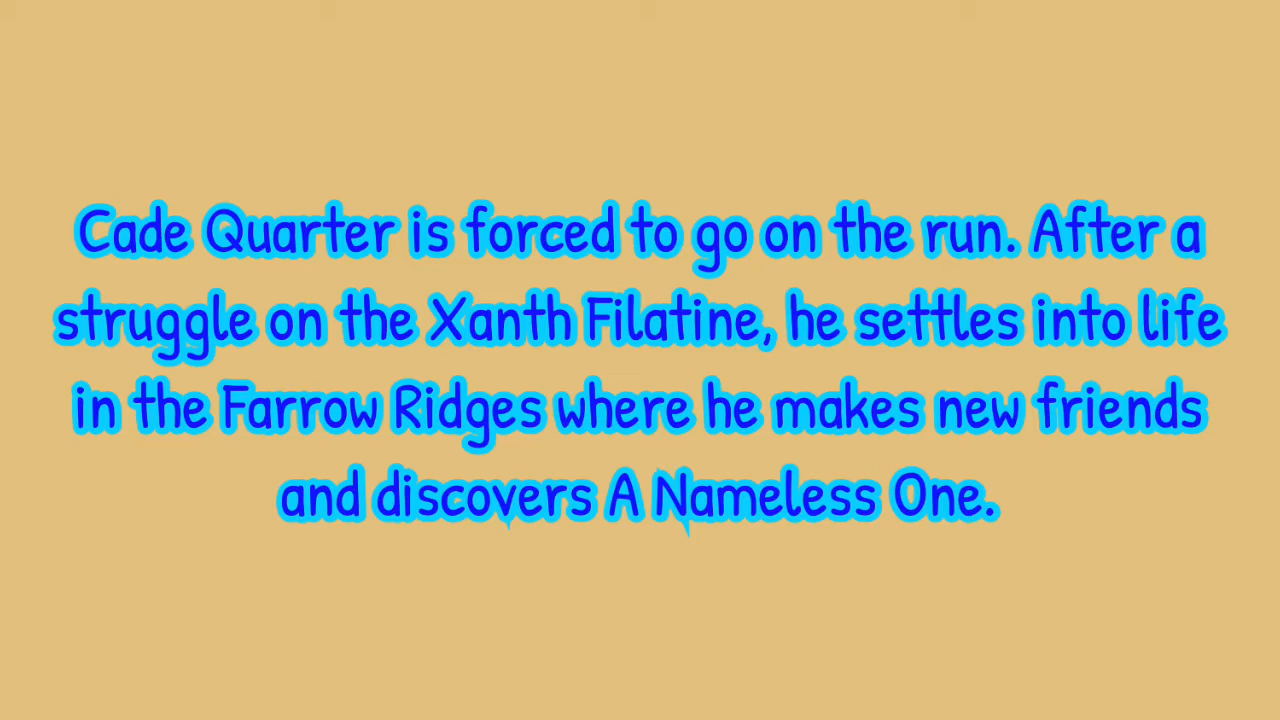 Cade Quarter is forced to go on the run. After a
struggle on the Xanth Filatine, he settles into life
in the Farrow Ridges where he makes new friends
and discovers A Nameless One.